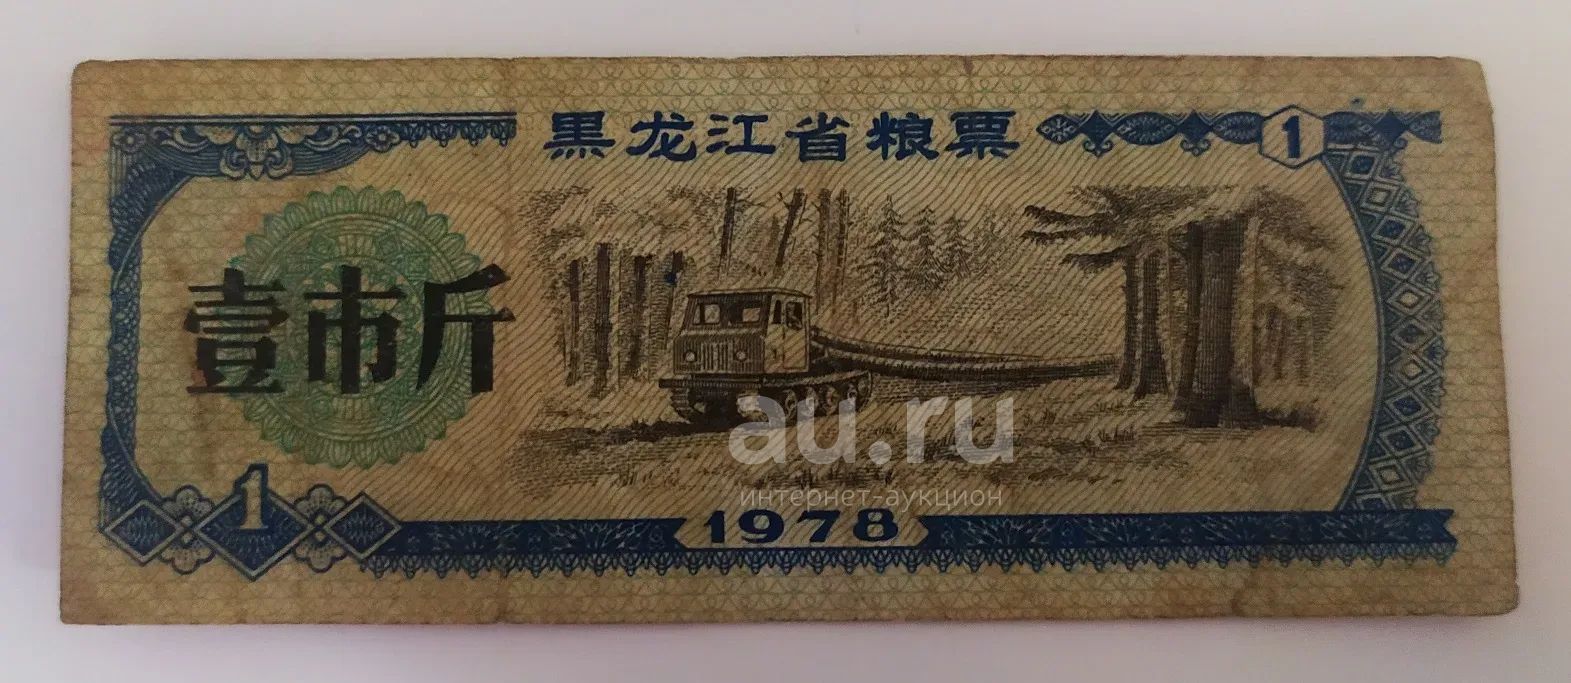 黑龙江省粮票
1
壹市斤
au.ru
интернет-аукцион
1
1978